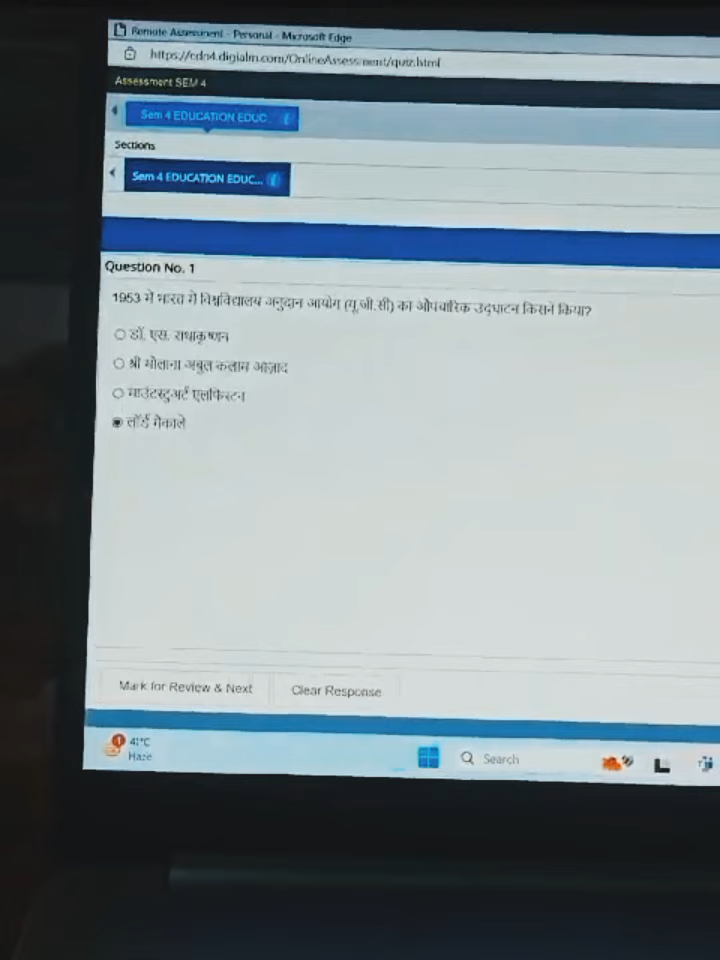 Remote Assessment - Personal - Microsoft Edge
https://cdn4.digialm.com/OnlineAssessment/quiz.html
Assessment SEM 4
Sem 4 EDUCATION EDUC...
Sections
Sem 4 EDUCATION EDUC...
Question No. 1
1953 में भारत में विश्वविद्यालय अनुदान आयोग (यू.जी.सी) का औपचारिक उद्घाटन किसने किया?
डॉ. एस. राधाकृष्णन
श्री मौलाना अबुल कलाम आज़ाद
माउंटस्टुअर्ट एलफिंस्टन
लॉर्ड मैकाले
Mark for Review & Next Clear Response
1 41°C
Haze
Search